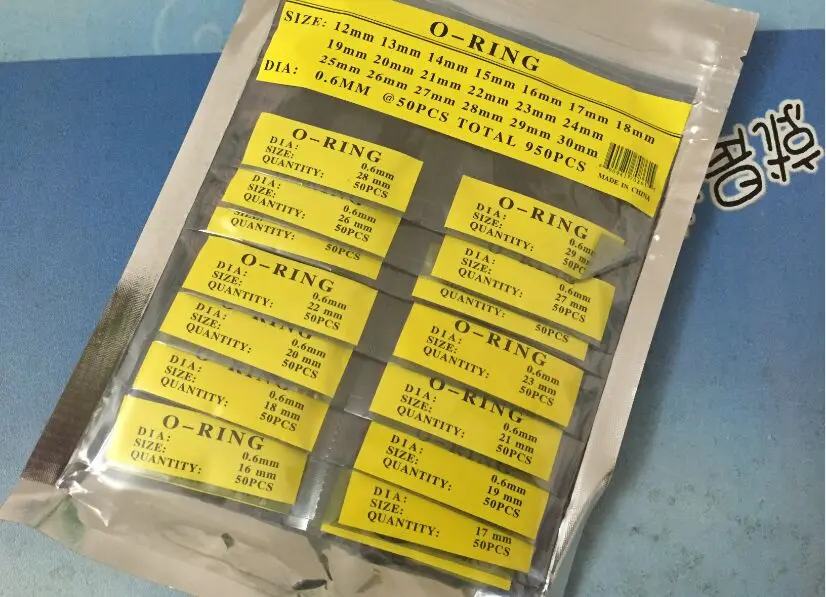 O-RING
SIZE: 12mm 13mm 14mm 15mm 16mm 17mm 18mm
19mm 20mm 21mm 22mm 23mm 24mm
25mm 26mm 27mm 28mm 29mm 30mm
DIA: 0.6MM @50PCS TOTAL 950PCS
MADE IN CHINA
O-RING
DIA: 0.6mm
SIZE: 28 mm
QUANTITY: 50PCS
DIA: 0.6mm
SIZE: 26 mm
QUANTITY: 50PCS
QUANTITY: 50PCS
O-RING
DIA: 0.6mm
SIZE: 22 mm
QUANTITY: 50PCS
DIA: 0.6mm
SIZE: 20 mm
QUANTITY: 50PCS
DIA: 0.6mm
SIZE: 18 mm
QUANTITY: 50PCS
O-RING
DIA: 0.6mm
SIZE: 16 mm
QUANTITY: 50PCS
O-RING
DIA: 0.6m
SIZE: 29 m
QUANTITY: 50PC
DIA: 0.6mm
SIZE: 27 mm
QUANTITY: 50PCS
QUANTITY: 50PCS
O-RING
DIA: 0.6mm
SIZE: 23 mm
QUANTITY: 50PCS
O-RING
DIA: 0.6mm
SIZE: 21 mm
QUANTITY: 50PCS
DIA: 0.6mm
SIZE: 19 mm
QUANTITY: 50PCS
DIA:
SIZE: 17 mm
QUANTITY: 50PCS